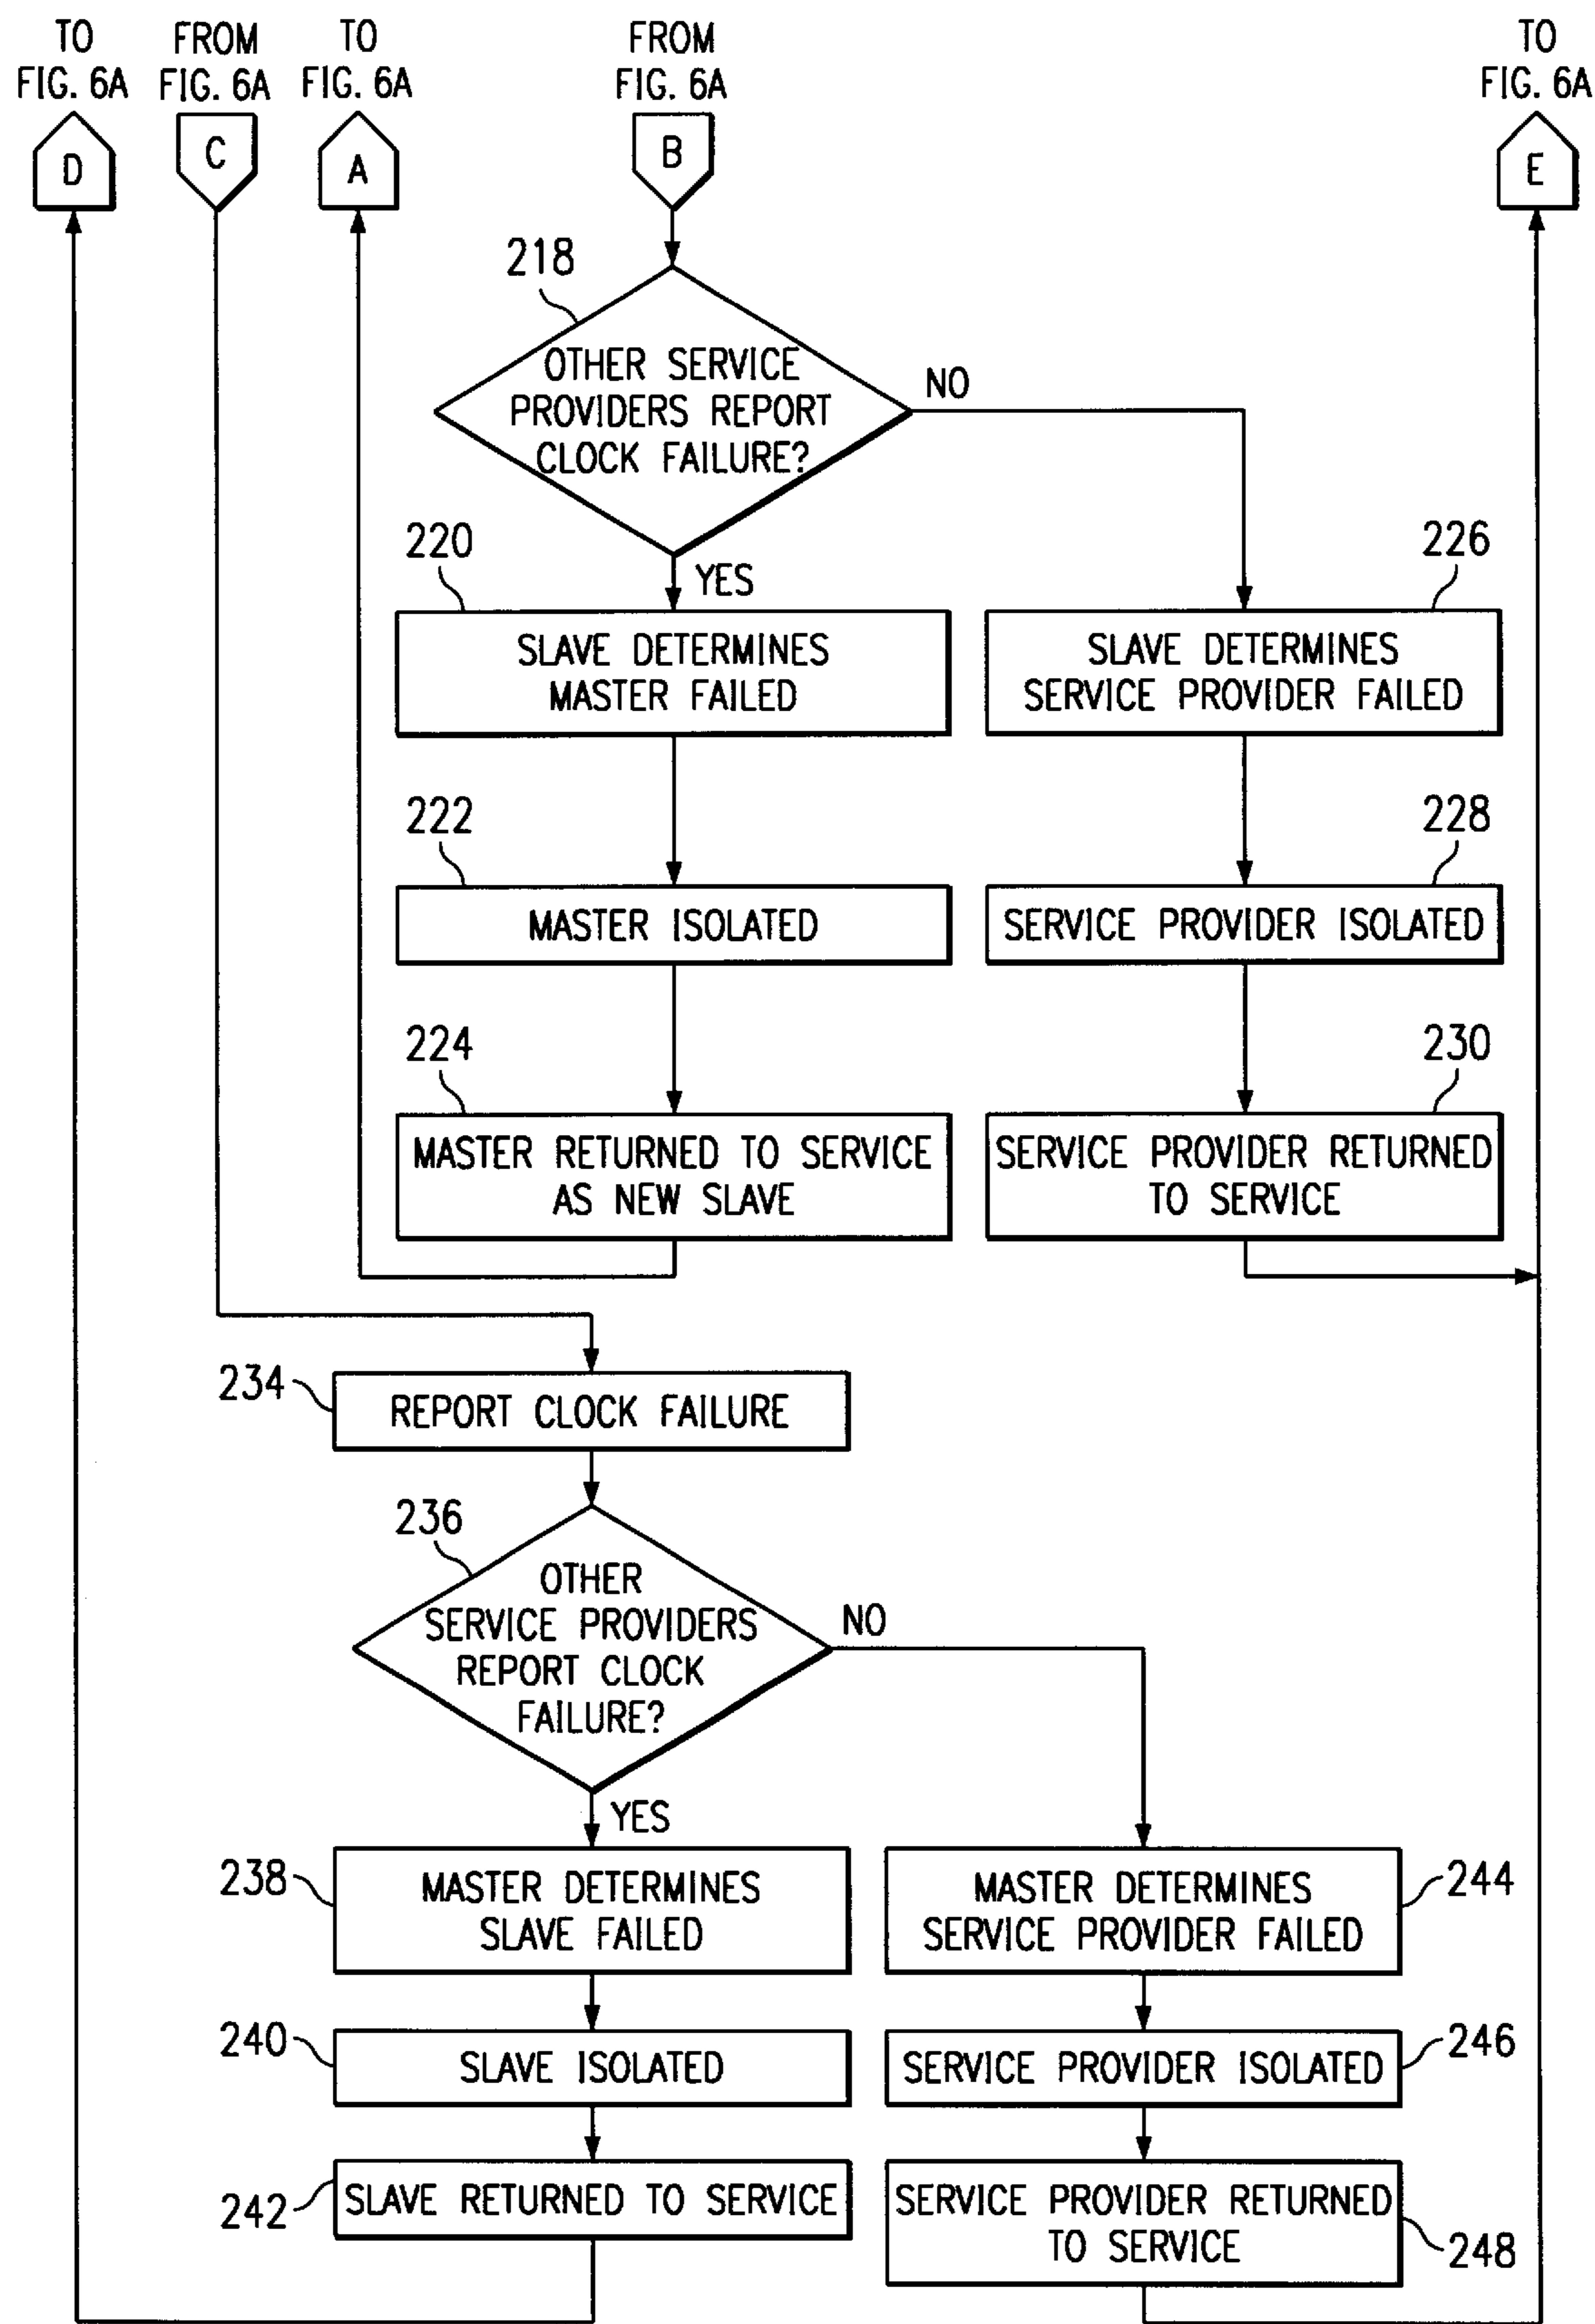 TO
FIG. 6A
FROM
FIG. 6A
TO
FIG. 6A
FROM
FIG. 6A
TO
FIG. 6A
D
C
A
B
E
218
OTHER SERVICE
PROVIDERS REPORT
CLOCK FAILURE?
NO
YES
220
SLAVE DETERMINES
MASTER FAILED
226
SLAVE DETERMINES
SERVICE PROVIDER FAILED
222
MASTER ISOLATED
228
SERVICE PROVIDER ISOLATED
224
MASTER RETURNED TO SERVICE
AS NEW SLAVE
230
SERVICE PROVIDER RETURNED
TO SERVICE
234
REPORT CLOCK FAILURE
236
OTHER
SERVICE PROVIDERS
REPORT CLOCK
FAILURE?
NO
YES
238
MASTER DETERMINES
SLAVE FAILED
MASTER DETERMINES
SERVICE PROVIDER FAILED
244
240
SLAVE ISOLATED
SERVICE PROVIDER ISOLATED
246
242
SLAVE RETURNED TO SERVICE
SERVICE PROVIDER RETURNED
TO SERVICE
248